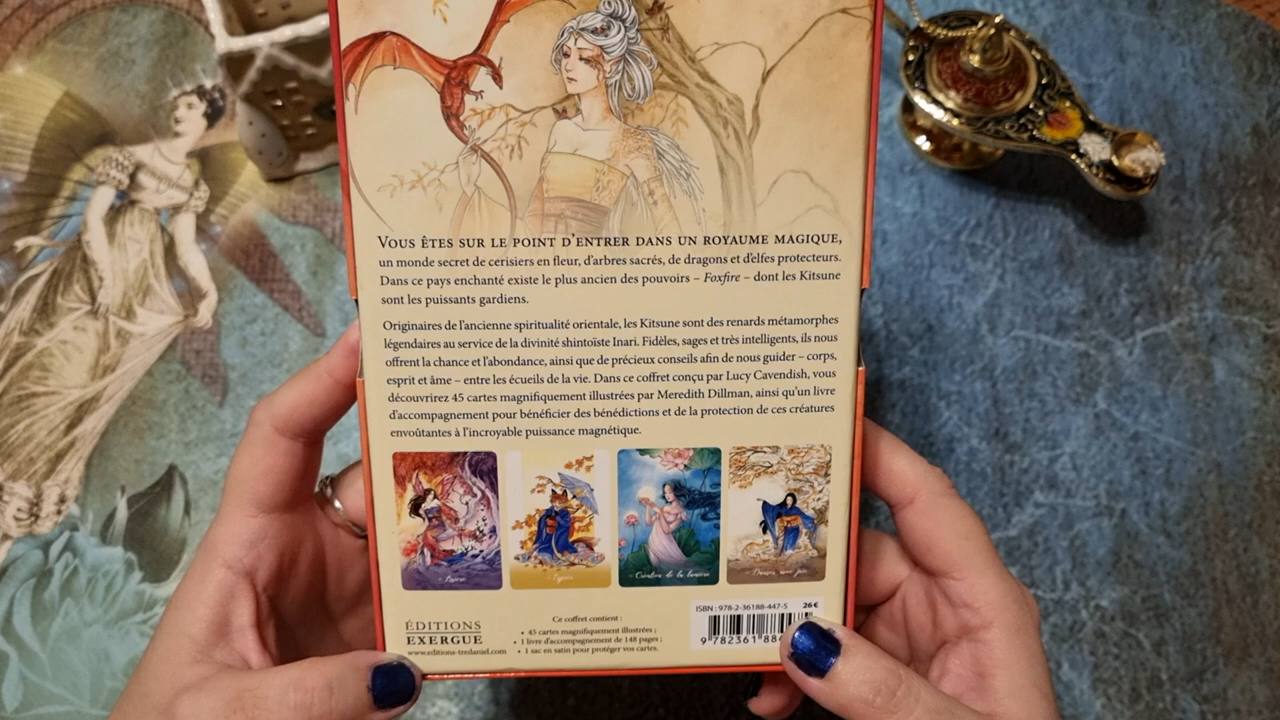 VOUS ÊTES SUR LE POINT D'ENTRER DANS UN ROYAUME MAGIQUE,
un monde secret de cerisiers en fleur, d'arbres sacrés, de dragons et d'elfes protecteurs.
Dans ce pays enchanté existe le plus ancien des pouvoirs – Foxfire – dont les Kitsune
sont les puissants gardiens.
Originaires de l'ancienne spiritualité orientale, les Kitsune sont des renards métamorphes
légendaires au service de la divinité shintoïste Inari. Fidèles, sages et très intelligents, ils nous
offrent la chance et l'abondance, ainsi que de précieux conseils afin de nous guider – corps,
esprit et âme – entre les écueils de la vie. Dans ce coffret conçu par Lucy Cavendish, vous
découvrirez 45 cartes magnifiquement illustrées par Meredith Dillman, ainsi qu'un livre
d'accompagnement pour bénéficier des bénédictions et de la protection de ces créatures
envoûtantes à l'incroyable puissance magnétique.
Création de la lumière
Danser avec
ÉDITIONS
EXERGUE
www.editions-tredaniel.com
Ce coffret contient :
• 45 cartes magnifiquement illustrées ;
• 1 livre d'accompagnement de 148 pages ;
• 1 sac en satin pour protéger vos cartes.
ISBN : 978-2-36188-447-5 26 €
9 782361 88